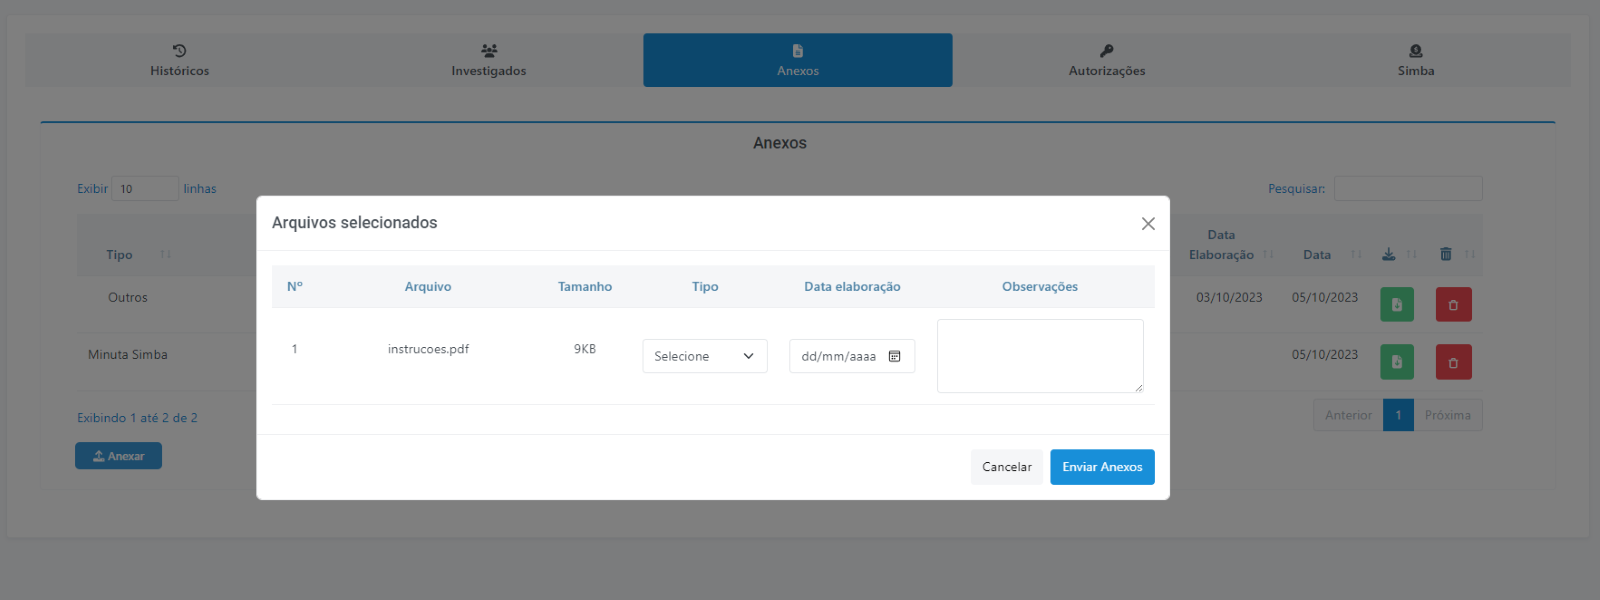 Históricos
Investigados
Anexos
Autorizações
Simba
Anexos
Exibir 10 linhas
Pesquisar:
Tipo
Data Elaboração
Data
Outros
03/10/2023
05/10/2023
Minuta Simba
05/10/2023
Exibindo 1 até 2 de 2
Anterior 1 Próxima
Anexar
Arquivos selecionados
Nº Arquivo Tamanho Tipo Data elaboração Observações
1 instrucoes.pdf 9KB Selecione dd/mm/aaaa
Cancelar Enviar Anexos